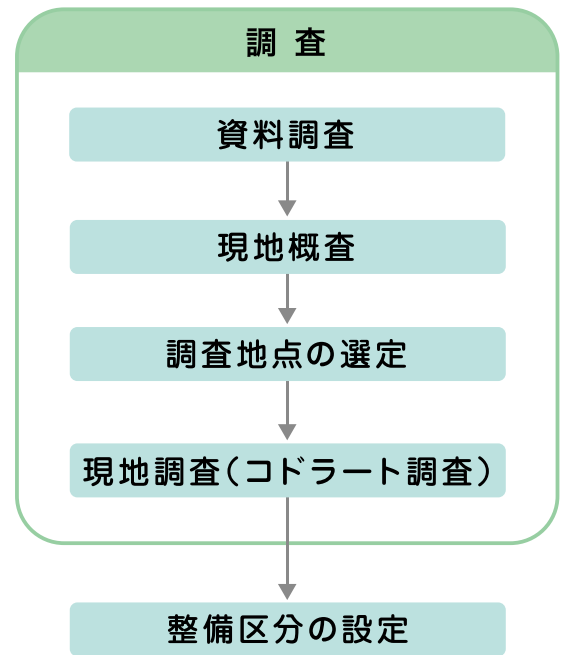 調 査
資料調査
現地概査
調査地点の選定
現地調査(コドラート調査)
整備区分の設定